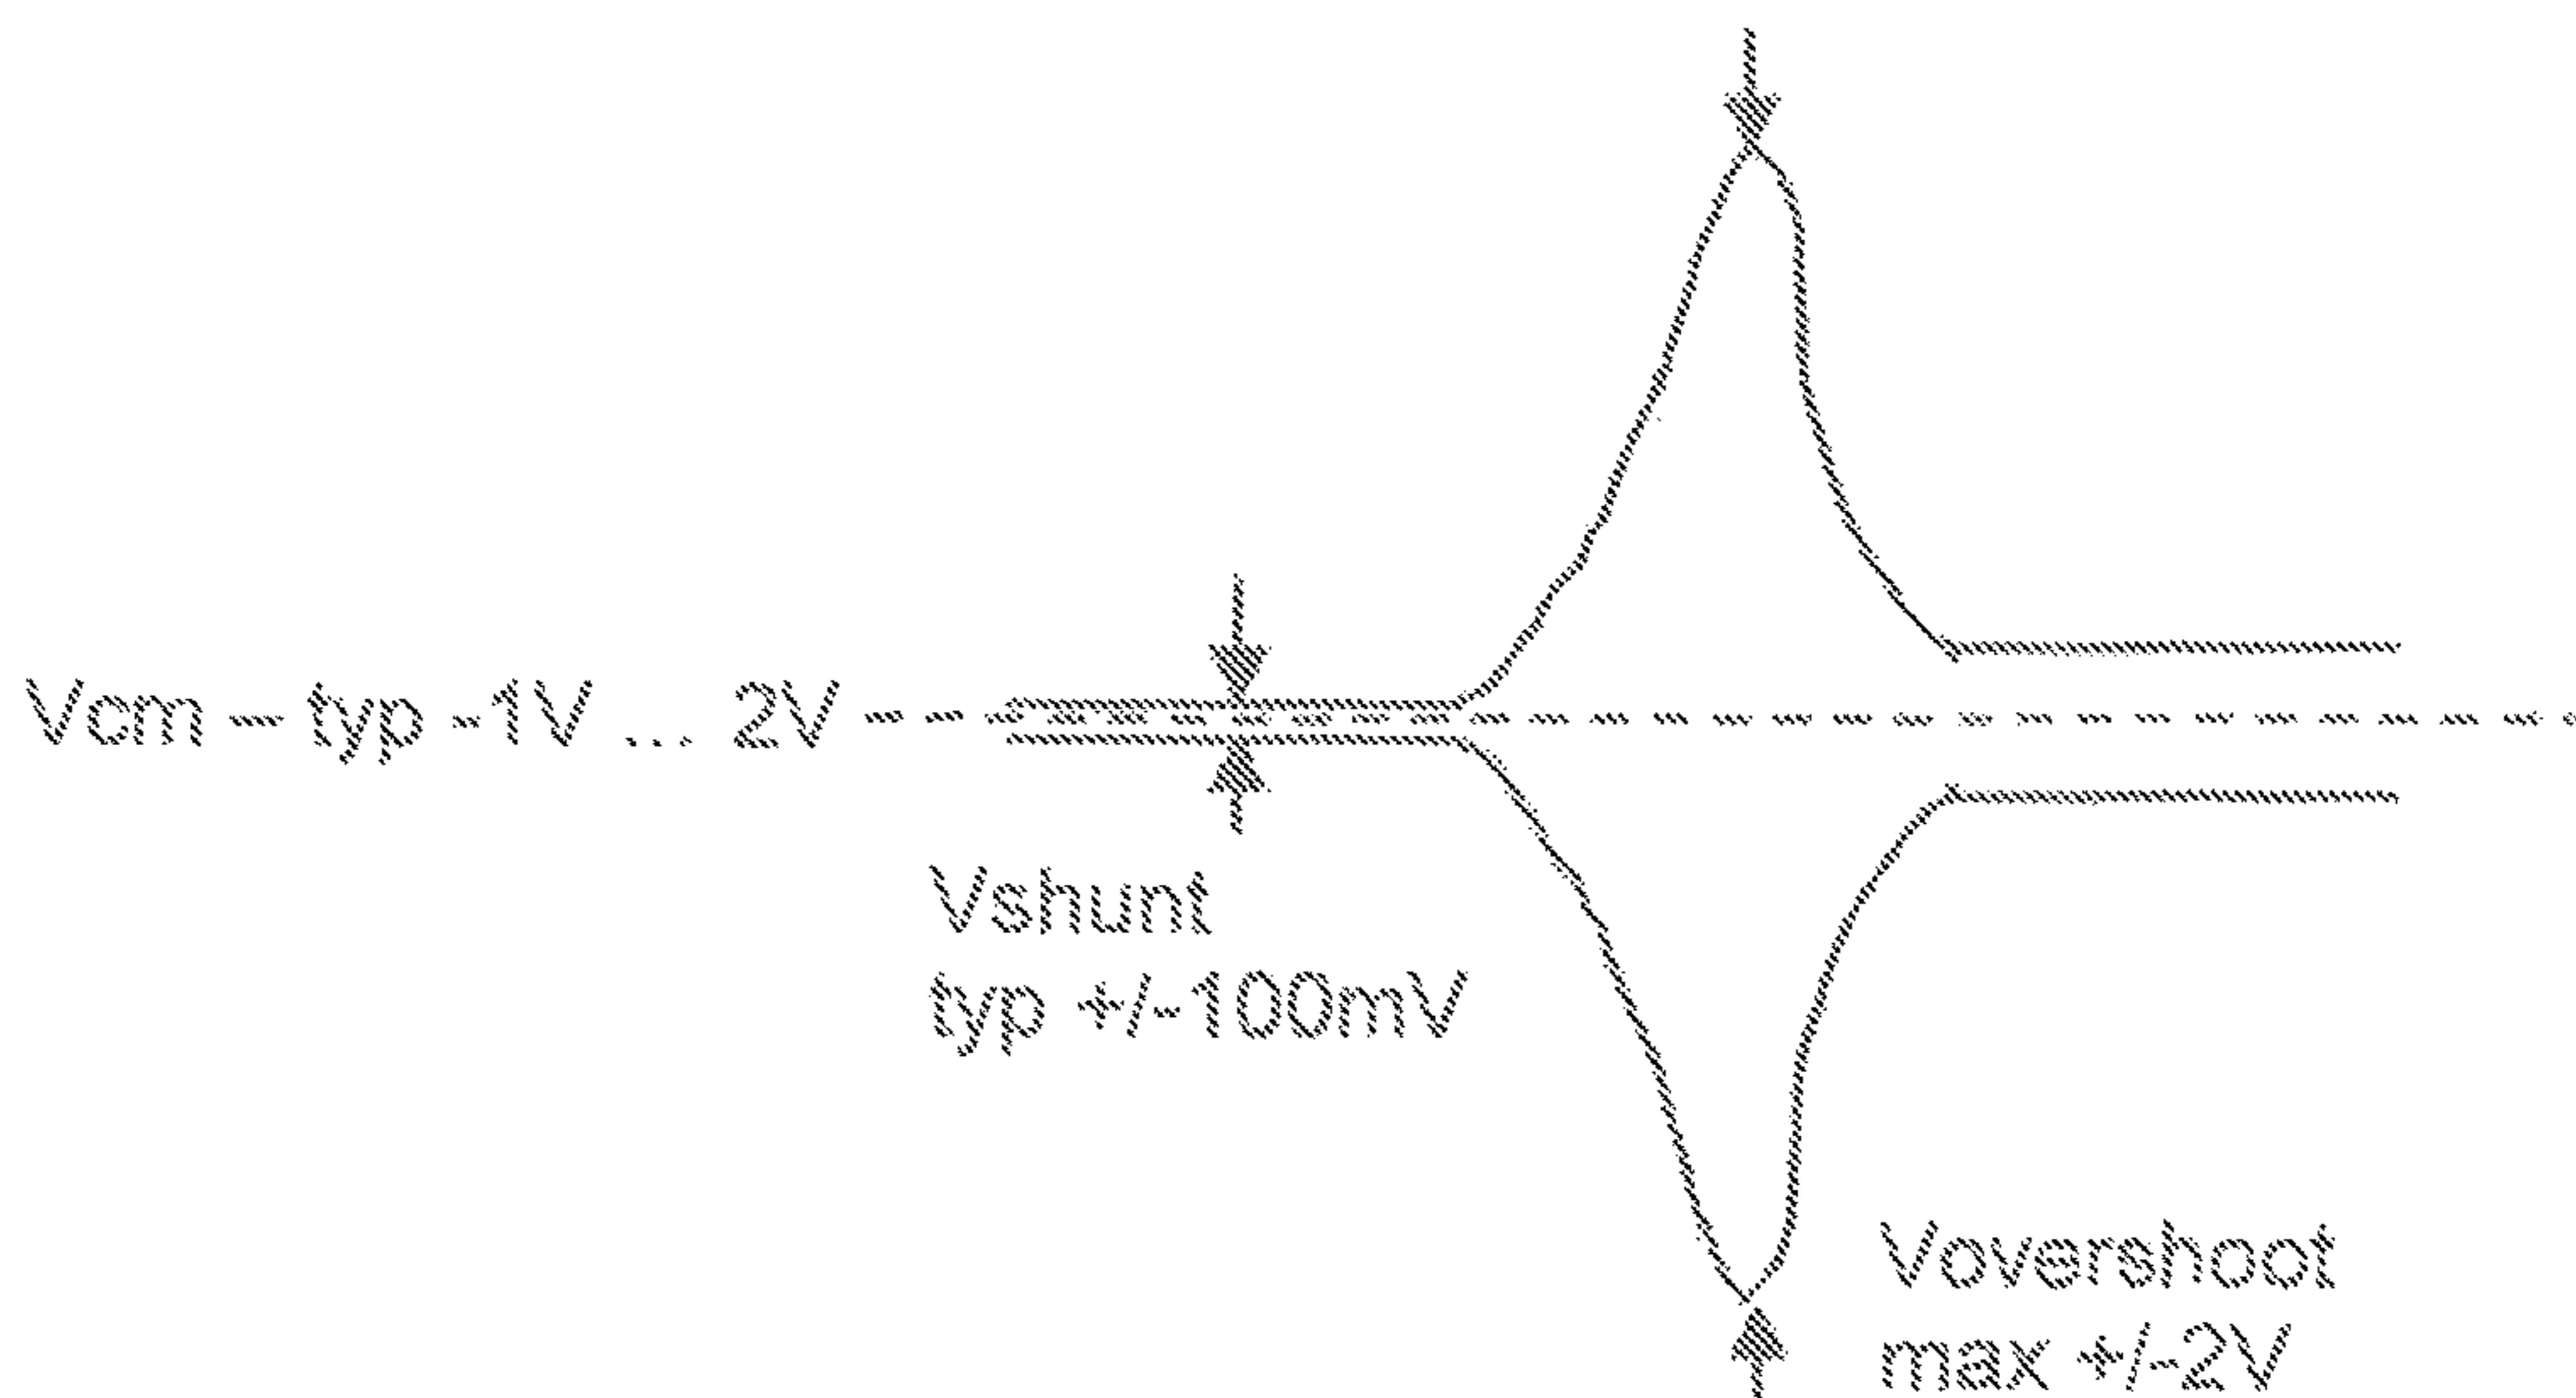 Vcm – typ -1V ... 2V
Vshunt
typ +/-100mV
Vovershoot
max +/-2V